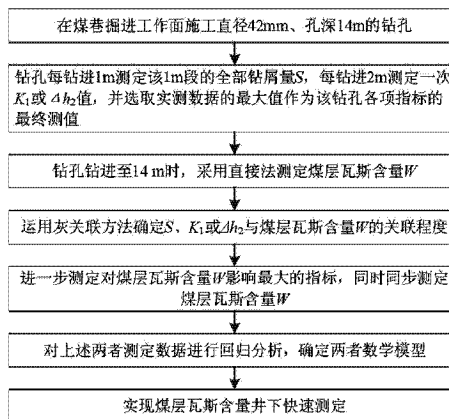 在煤巷掘进工作面施工直径42mm、孔深14m的钻孔
钻孔每钻进1m测定该1m段的全部钻屑量S，每钻进2m测定一次
K₁或Δh₂值，并选取实测数据的最大值作为该钻孔各项指标的
最终测值
钻孔钻进至14 m时，采用直接法测定煤层瓦斯含量W
运用灰关联方法确定S、K₁或Δh₂与煤层瓦斯含量W的关联程度
进一步测定对煤层瓦斯含量W影响最大的指标，同时同步测定
煤层瓦斯含量W
对上述两者测定数据进行回归分析，确定两者数学模型
实现煤层瓦斯含量井下快速测定